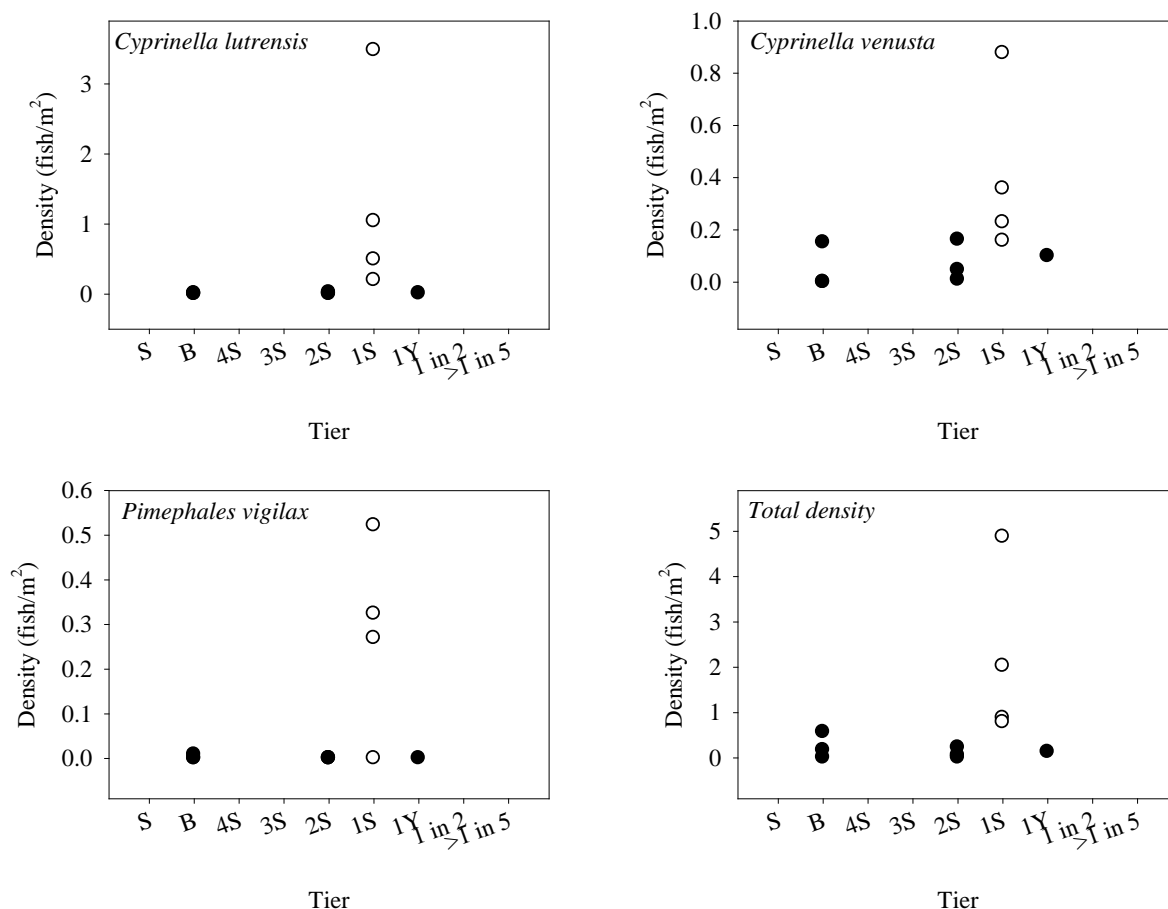 Cyprinella lutrensis
Density (fish/m²)
3
2
1
0
S B 4S 3S 2S 1S 1Y 1 in 2 >1 in 5
Tier
Cyprinella venusta
Density (fish/m²)
1.0
0.8
0.6
0.4
0.2
0.0
S B 4S 3S 2S 1S 1Y 1 in 2 >1 in 5
Tier
Pimephales vigilax
Density (fish/m²)
0.6
0.5
0.4
0.3
0.2
0.1
0.0
S B 4S 3S 2S 1S 1Y 1 in 2 >1 in 5
Tier
Total density
Density (fish/m²)
5
4
3
2
1
0
S B 4S 3S 2S 1S 1Y 1 in 2 >1 in 5
Tier